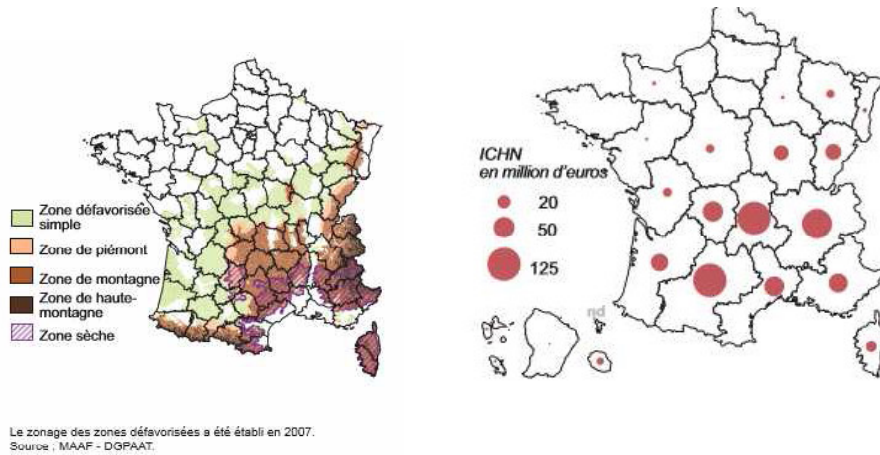 Zone défavorisée
simple
Zone de piémont
Zone de montagne
Zone de haute-
montagne
Zone sèche
Le zonage des zones défavorisées a été établi en 2007.
Source : MAAF - DGPAAT.
ICHN
en million d'euros
20
50
125
nd